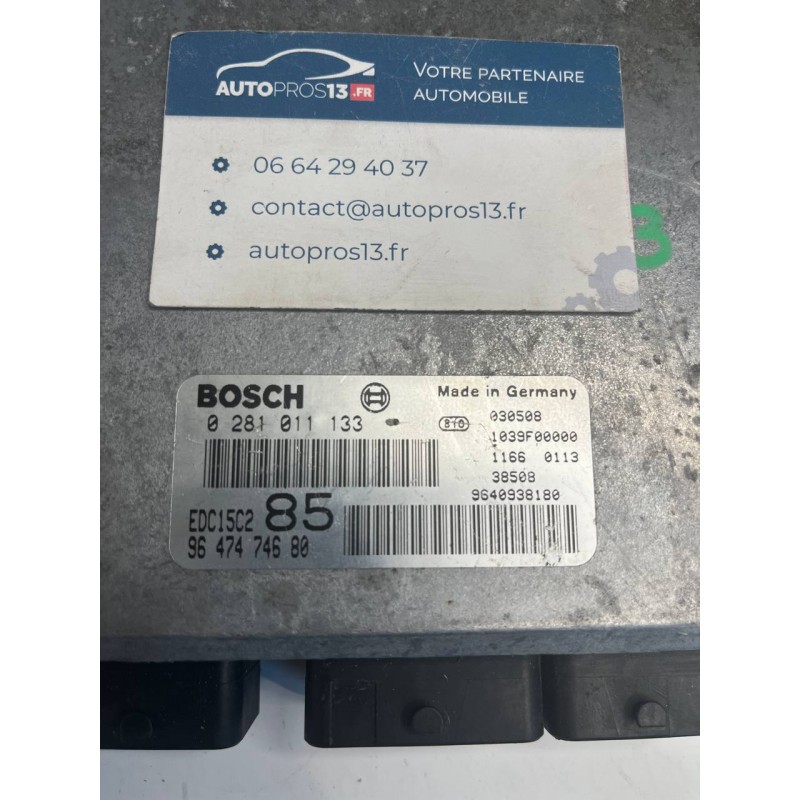 AUTOPROS13.FR
VOTRE PARTENAIRE
AUTOMOBILE
06 64 29 40 37
contact@autopros13.fr
autopros13.fr
3
BOSCH
Made in Germany
0 281 011 133
030508
1039F00000
1166 0113
38508
9640938180
EDC15C2 85
96 474 746 80